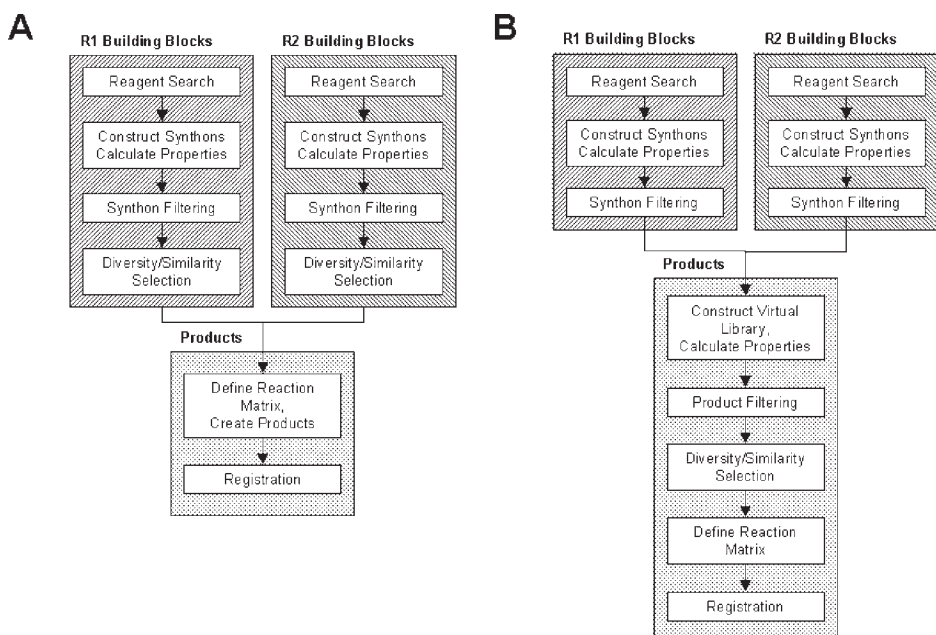 A
R1 Building Blocks
Reagent Search
Construct Synthons
Calculate Properties
Synthon Filtering
Diversity/Similarity
Selection
R2 Building Blocks
Reagent Search
Construct Synthons
Calculate Properties
Synthon Filtering
Diversity/Similarity
Selection
Products
Define Reaction
Matrix,
Create Products
Registration
B
R1 Building Blocks
Reagent Search
Construct Synthons
Calculate Properties
Synthon Filtering
R2 Building Blocks
Reagent Search
Construct Synthons
Calculate Properties
Synthon Filtering
Products
Construct Virtual
Library,
Calculate Properties
Product Filtering
Diversity/Similarity
Selection
Define Reaction
Matrix
Registration